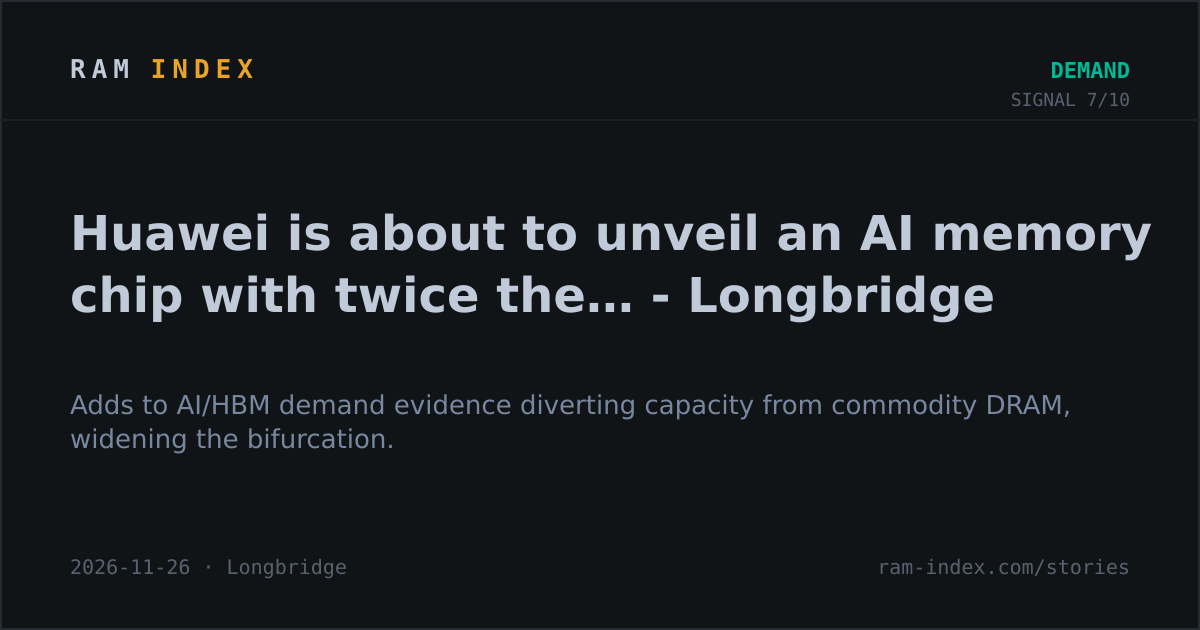 RAM INDEX
DEMAND
SIGNAL 7/10
Huawei is about to unveil an AI memory
chip with twice the… - Longbridge
Adds to AI/HBM demand evidence diverting capacity from commodity DRAM,
widening the bifurcation.
2026-11-26 · Longbridge
ram-index.com/stories